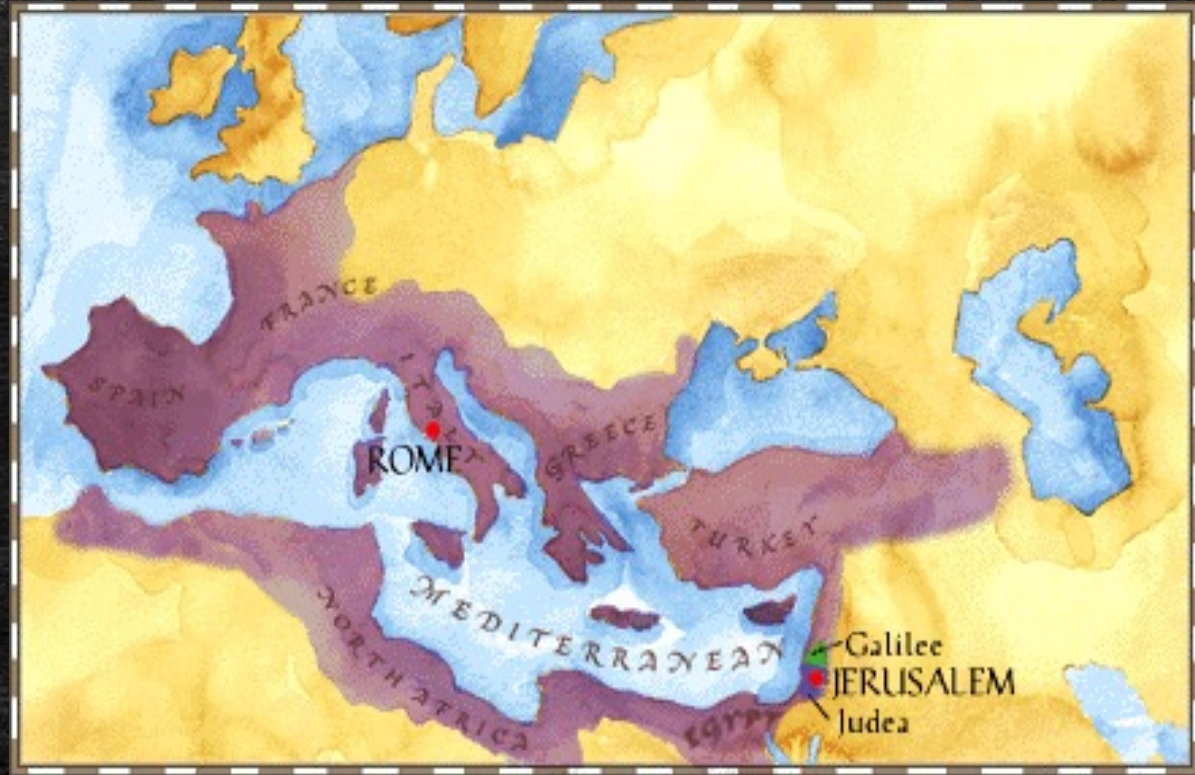 FRANCE
SPAIN
ITALY
ROME
GREECE
TURKEY
MEDITERRANEAN
NORTH AFRICA
EGYPT
Galilee
JERUSALEM
Judea